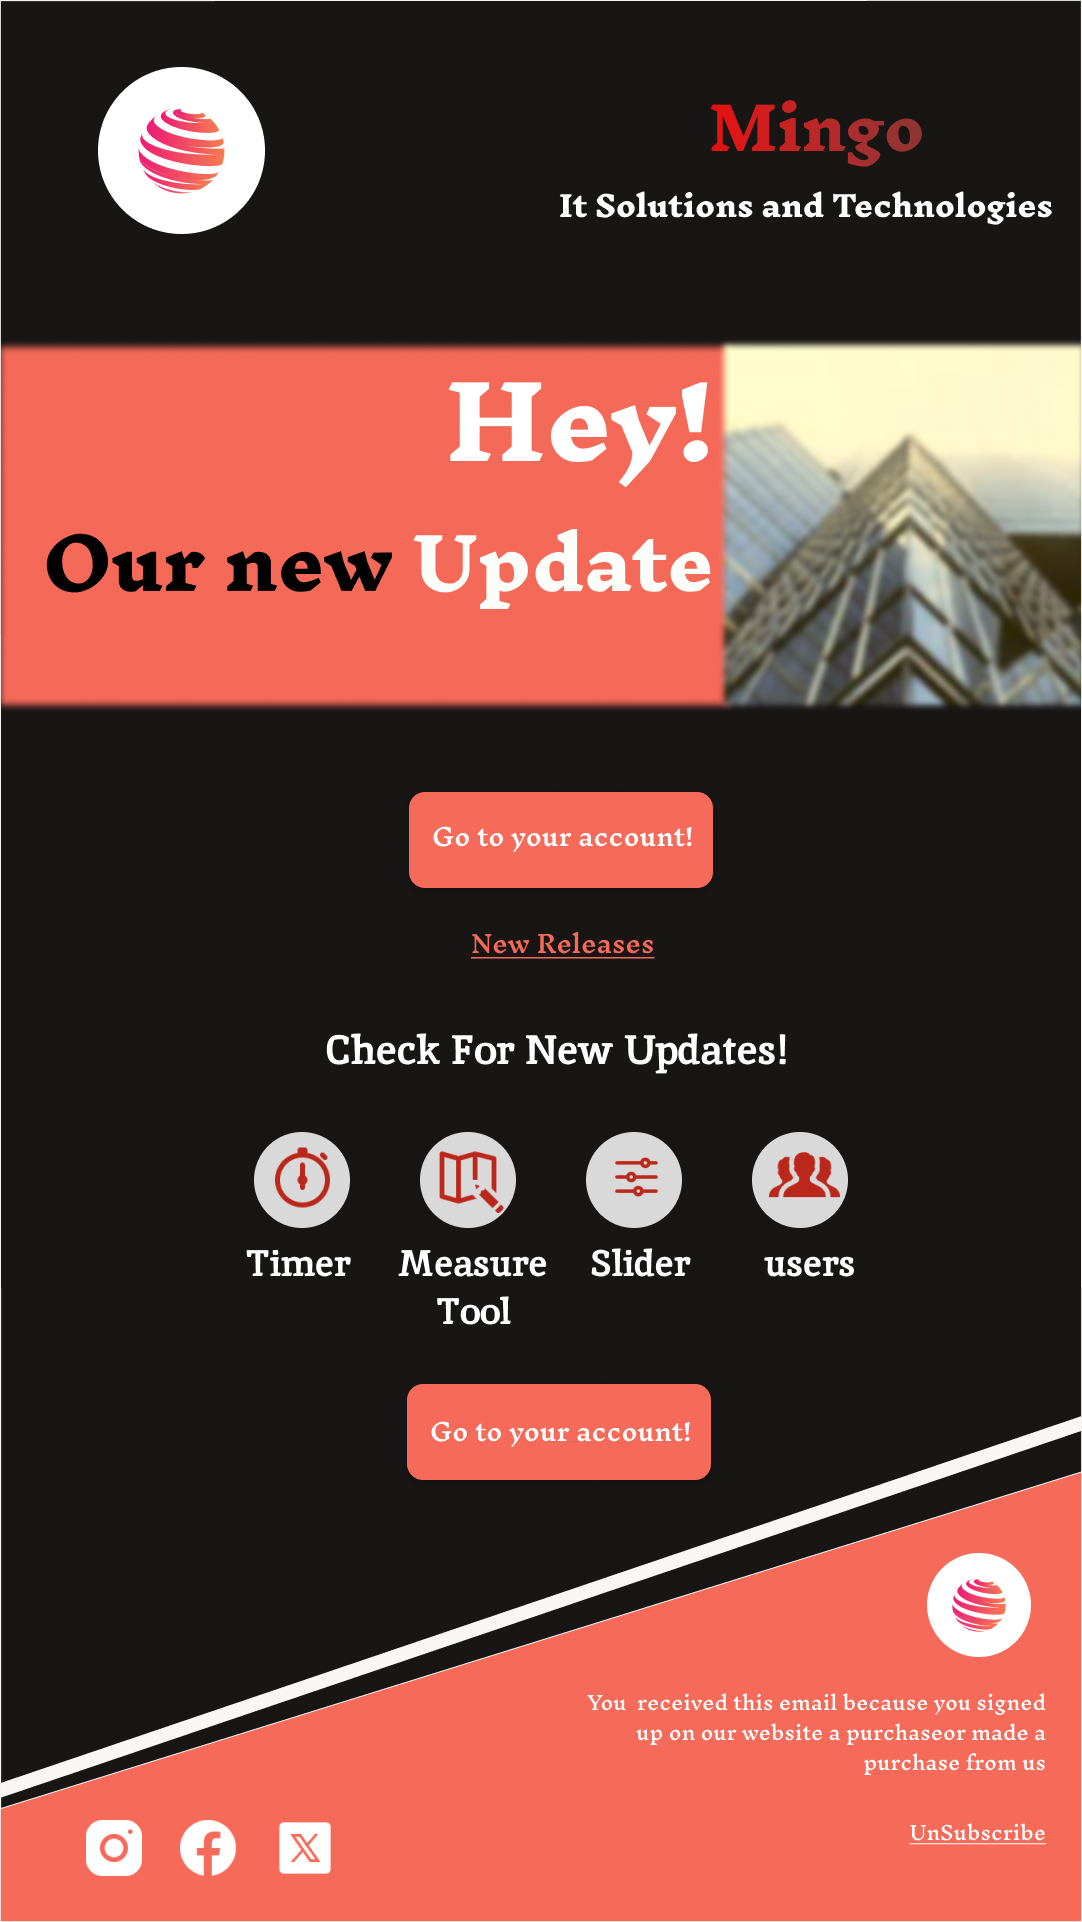 Mingo
It Solutions and Technologies
Hey!
Our new Update
Go to your account!
New Releases
Check For New Updates!
Timer
Measure
Tool
Slider
users
Go to your account!
You  received this email because you signed
up on our website a purchaseor made a
purchase from us
UnSubscribe